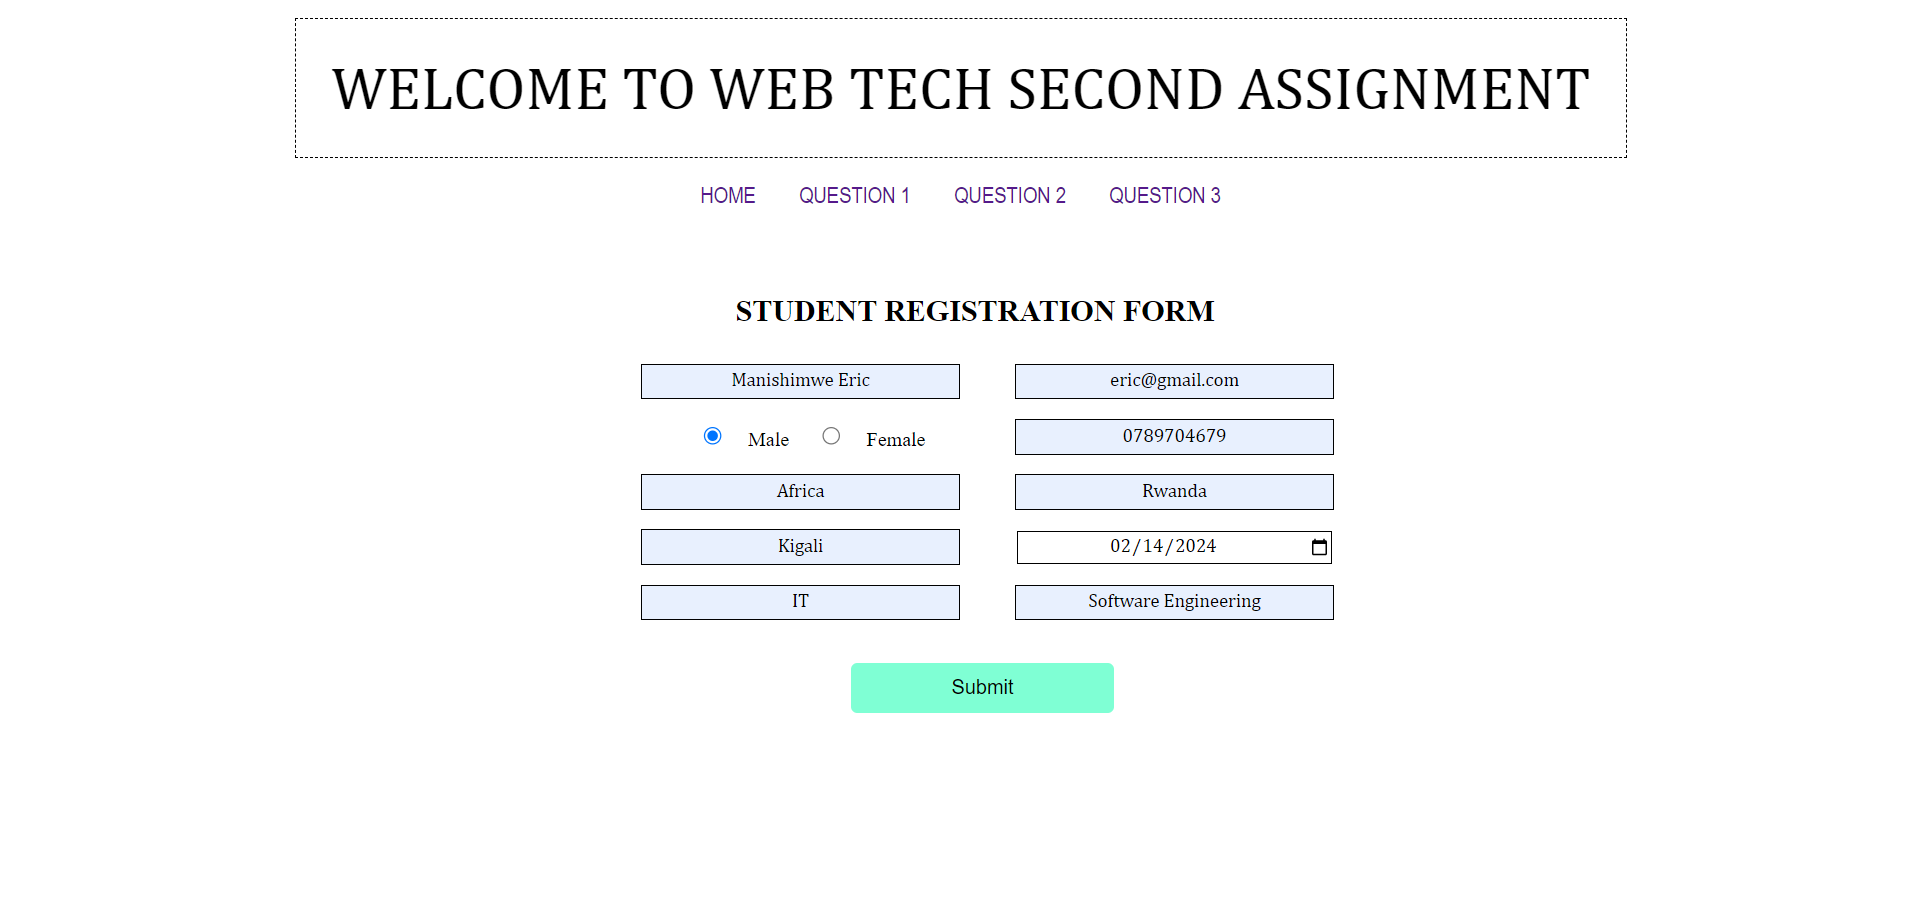 WELCOME TO WEB TECH SECOND ASSIGNMENT
HOME QUESTION 1 QUESTION 2 QUESTION 3
STUDENT REGISTRATION FORM
Manishimwe Eric eric@gmail.com
Male Female 0789704679
Africa Rwanda
Kigali 02/14/2024
IT Software Engineering
Submit